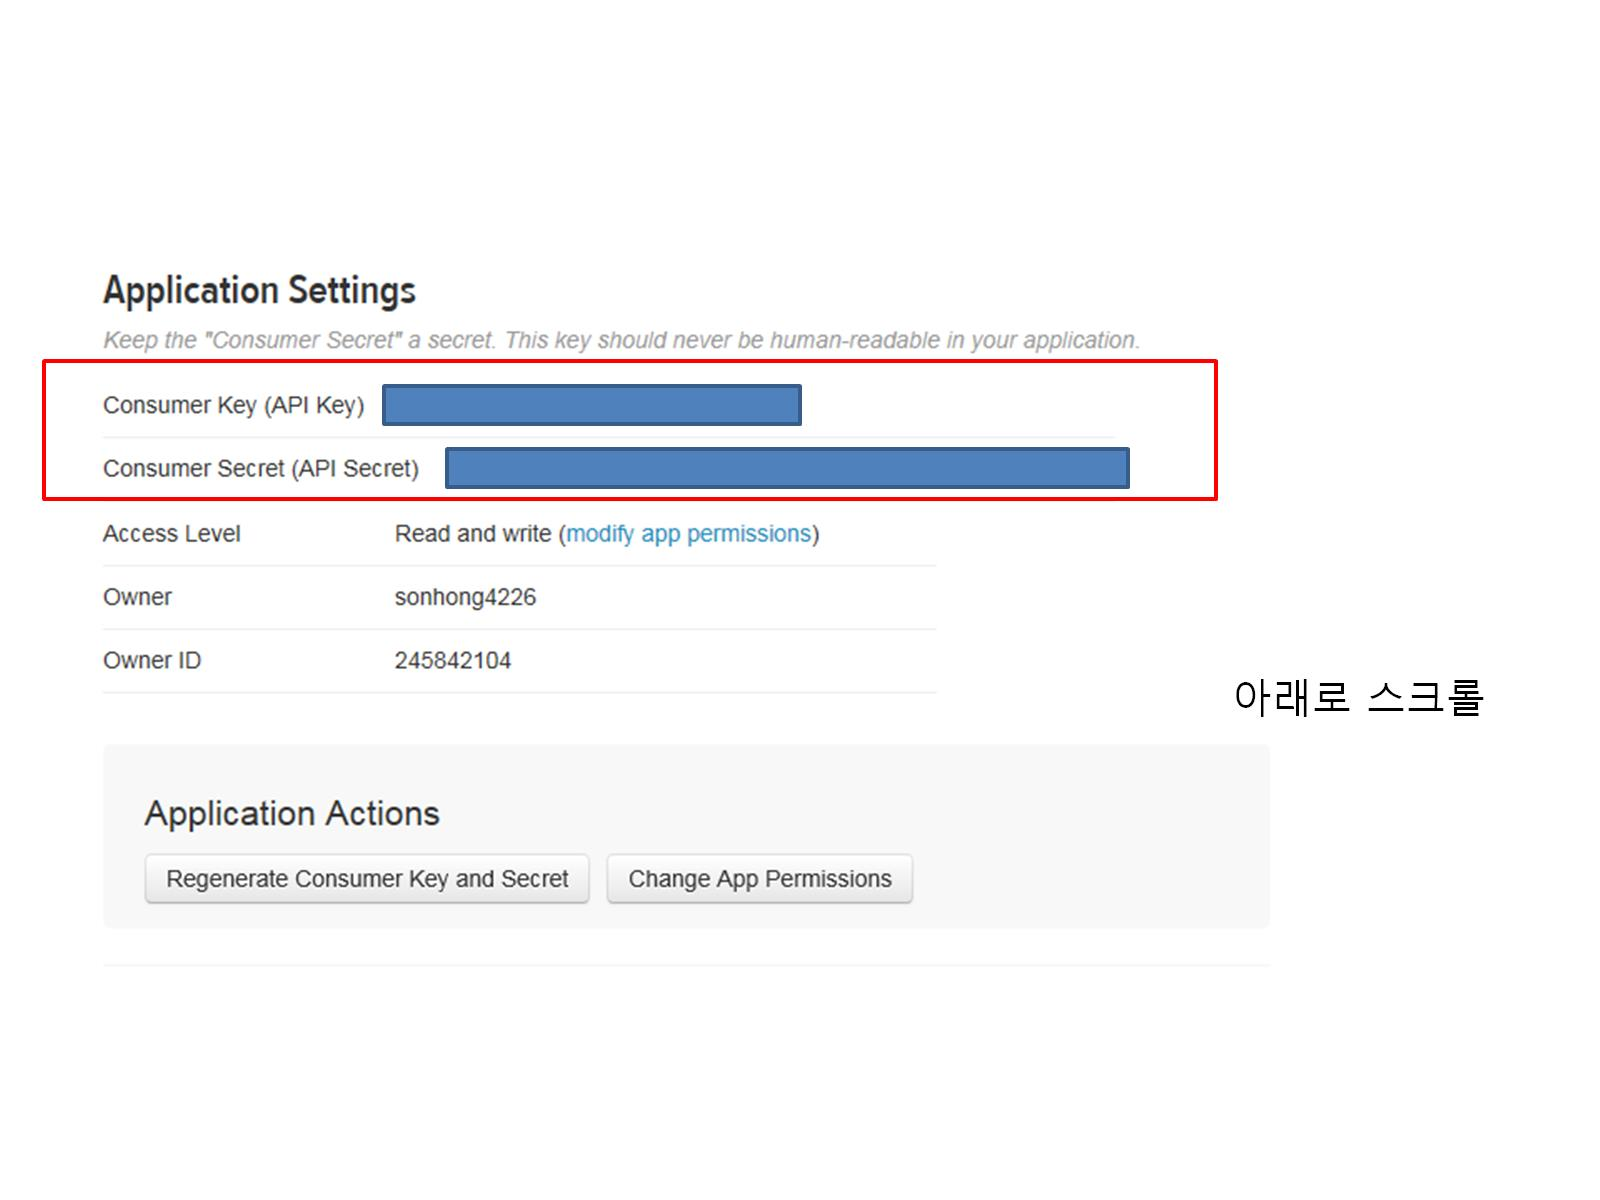 Application Settings
Keep the "Consumer Secret" a secret. This key should never be human-readable in your application.
Consumer Key (API Key)
Consumer Secret (API Secret)
Access Level Read and write (modify app permissions)
Owner sonhong4226
Owner ID 245842104
아래로 스크롤
Application Actions
Regenerate Consumer Key and Secret Change App Permissions